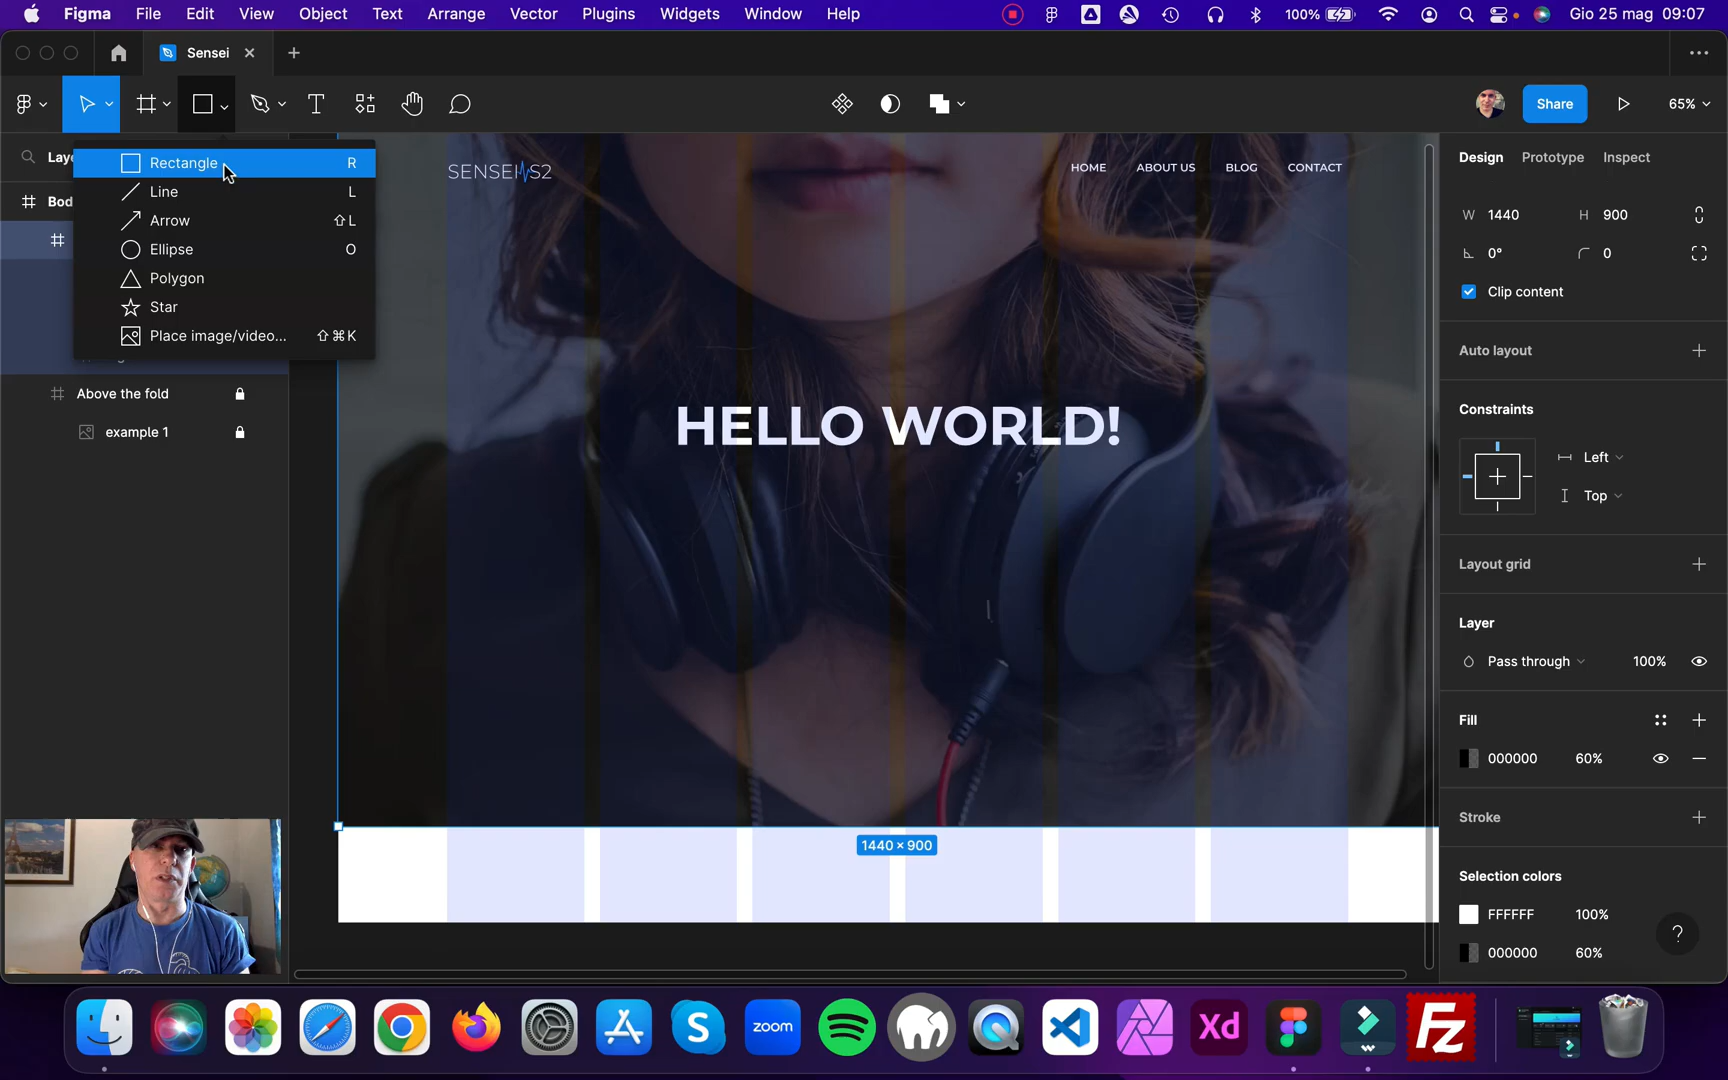 Figma File Edit View Object Text Arrange Vector Plugins Widgets Window Help 100% Gio 25 mag 09:07
Sensei
Share 65%
Rectangle R
Line L
Arrow ⇧L
Ellipse O
Polygon
Star
Place image/video... ⇧⌘K
Above the fold
example 1
SENSEI S2
HOME ABOUT US BLOG CONTACT
HELLO WORLD!
1440 × 900
Design Prototype Inspect
W 1440 H 900
0° 0
Clip content
Auto layout
Constraints
Left
Top
Layout grid
Layer
Pass through 100%
Fill
000000 60%
Stroke
Selection colors
FFFFFF 100%
000000 60%
?
S zoom Xd Fz